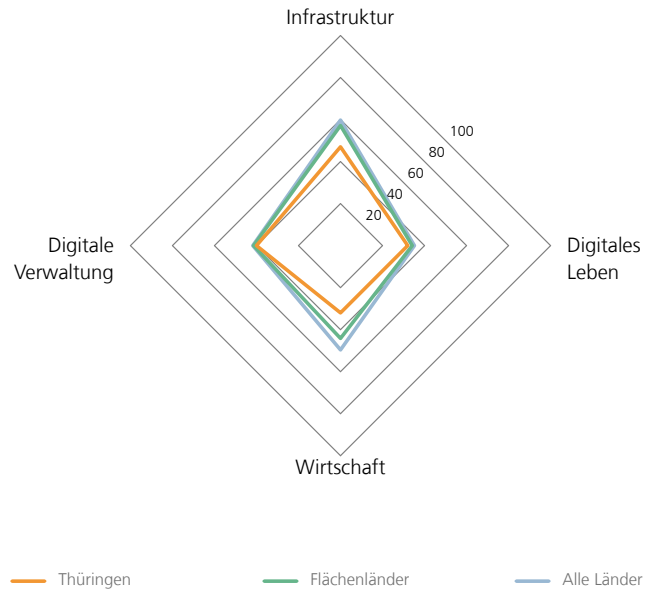 Infrastruktur
100
80
60
40
20
Digitale
Verwaltung
Digitales
Leben
Wirtschaft
Thüringen
Flächenländer
Alle Länder